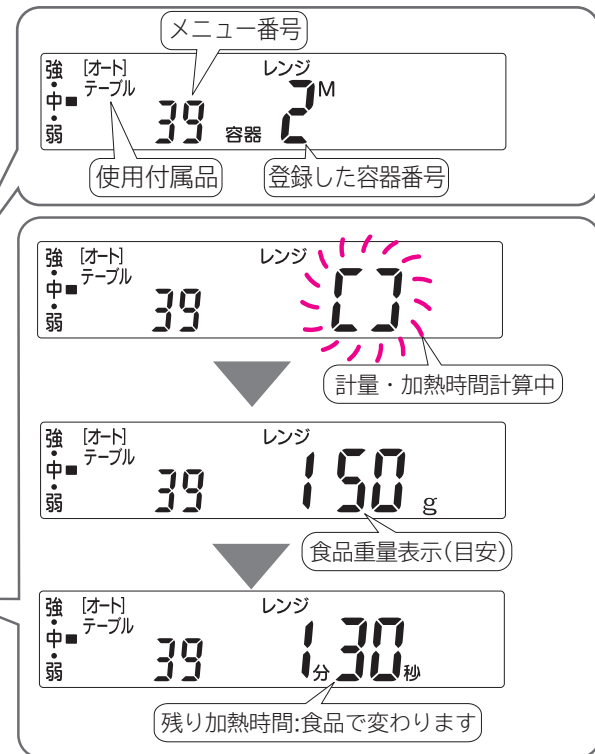 メニュー番号
強・中・弱
[オート]
テーブル
39
容器
レンジ
2 M
使用付属品
登録した容器番号
強・中・弱
[オート]
テーブル
39
レンジ
計量・加熱時間計算中
強・中・弱
[オート]
テーブル
39
レンジ
150 g
食品重量表示(目安)
強・中・弱
[オート]
テーブル
39
レンジ
1分30秒
残り加熱時間:食品で変わります